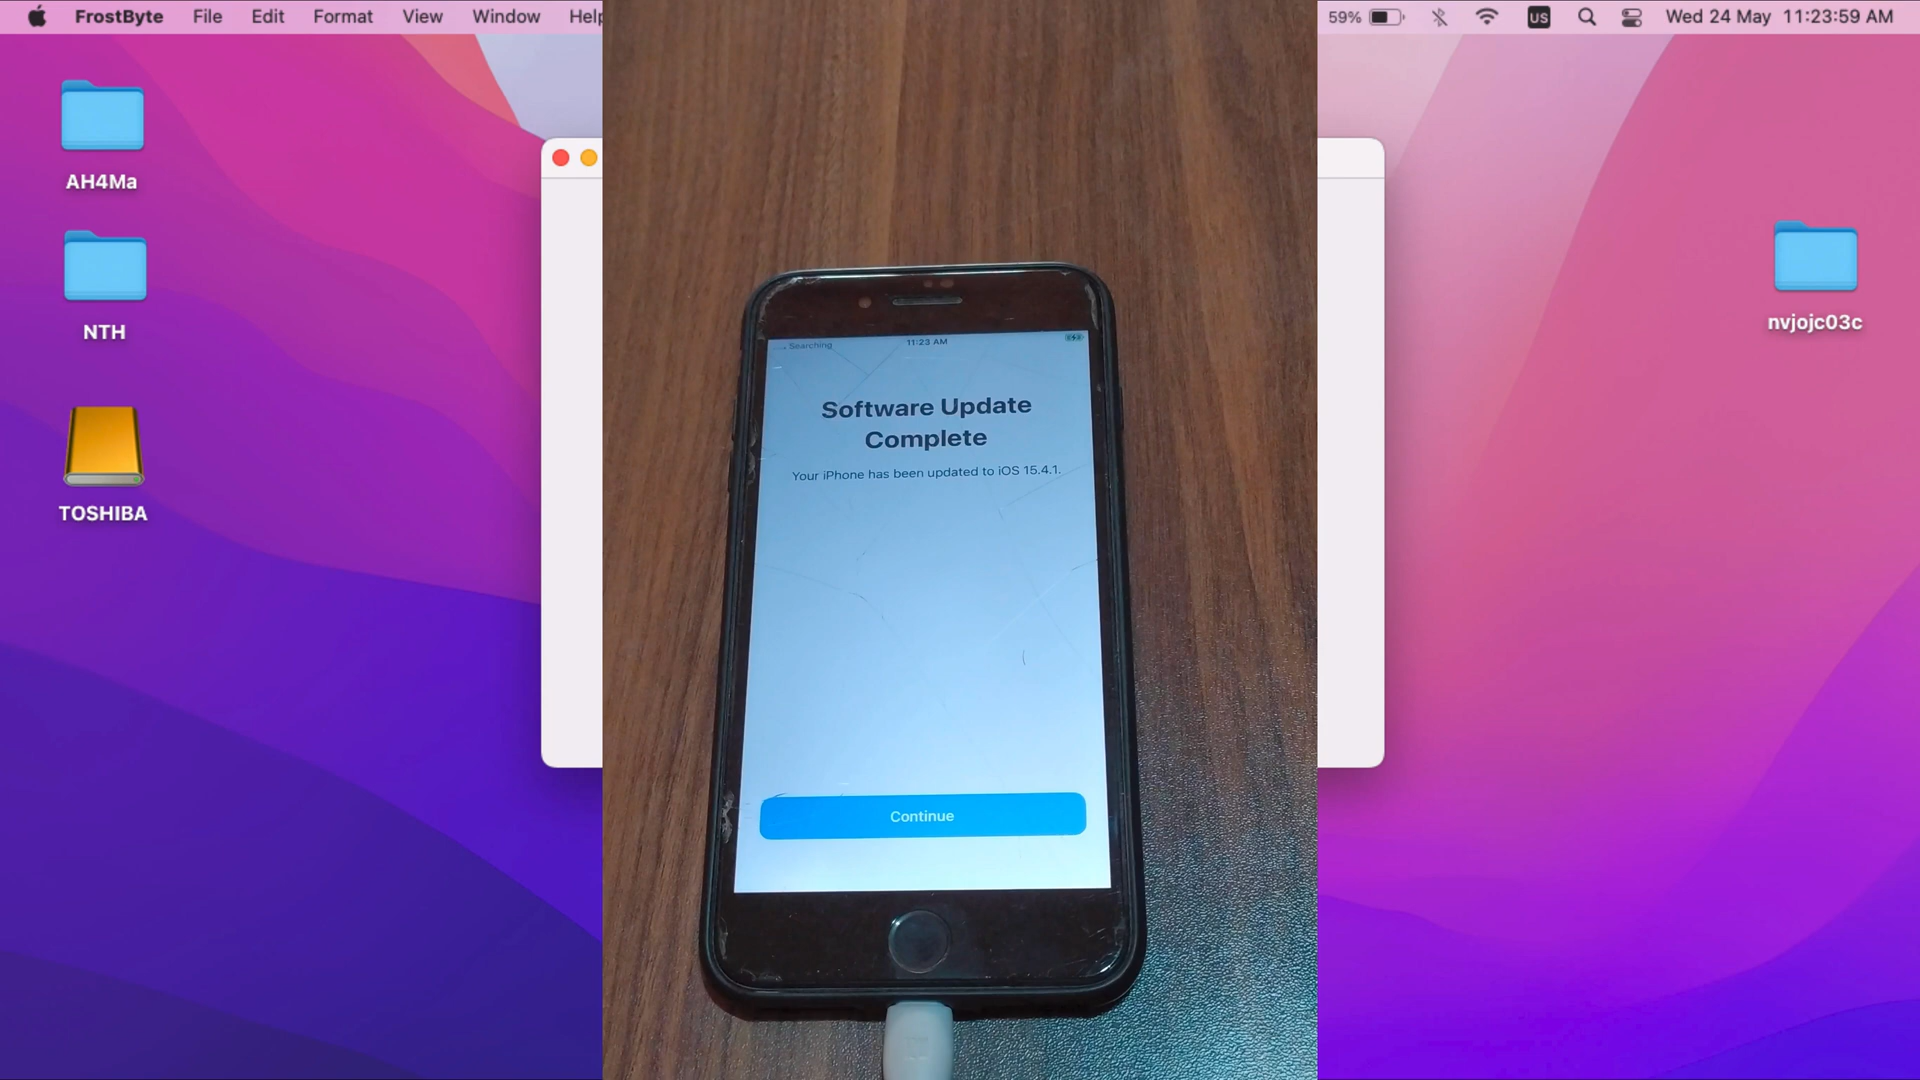 FrostByte File Edit Format View Window Help
59% US Wed 24 May 11:23:59 AM
AH4Ma
NTH
TOSHIBA
nvjojc03c
Searching 11:23 AM
Software Update
Complete
Your iPhone has been updated to iOS 15.4.1.
Continue